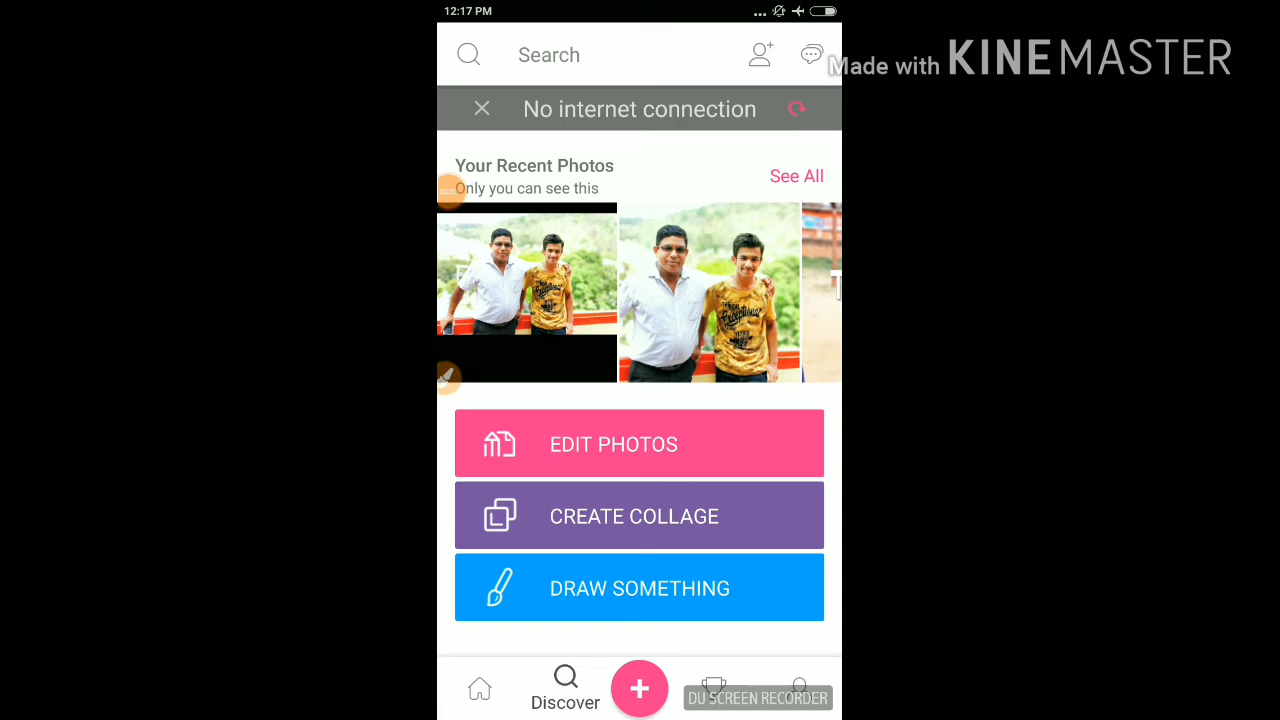 12:17 PM
Search
Made with KINEMASTER
No internet connection
Your Recent Photos
Only you can see this
See All
Exceptional
T
EDIT PHOTOS
CREATE COLLAGE
DRAW SOMETHING
Discover
DU SCREEN RECORDER